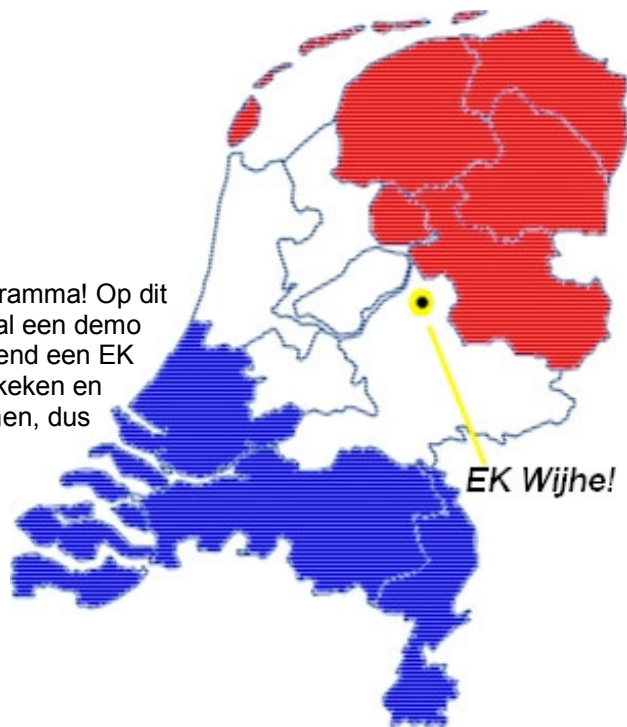 ramma! Op dit
al een demo
end een EK
keken en
nen, dus
EK Wijhe!